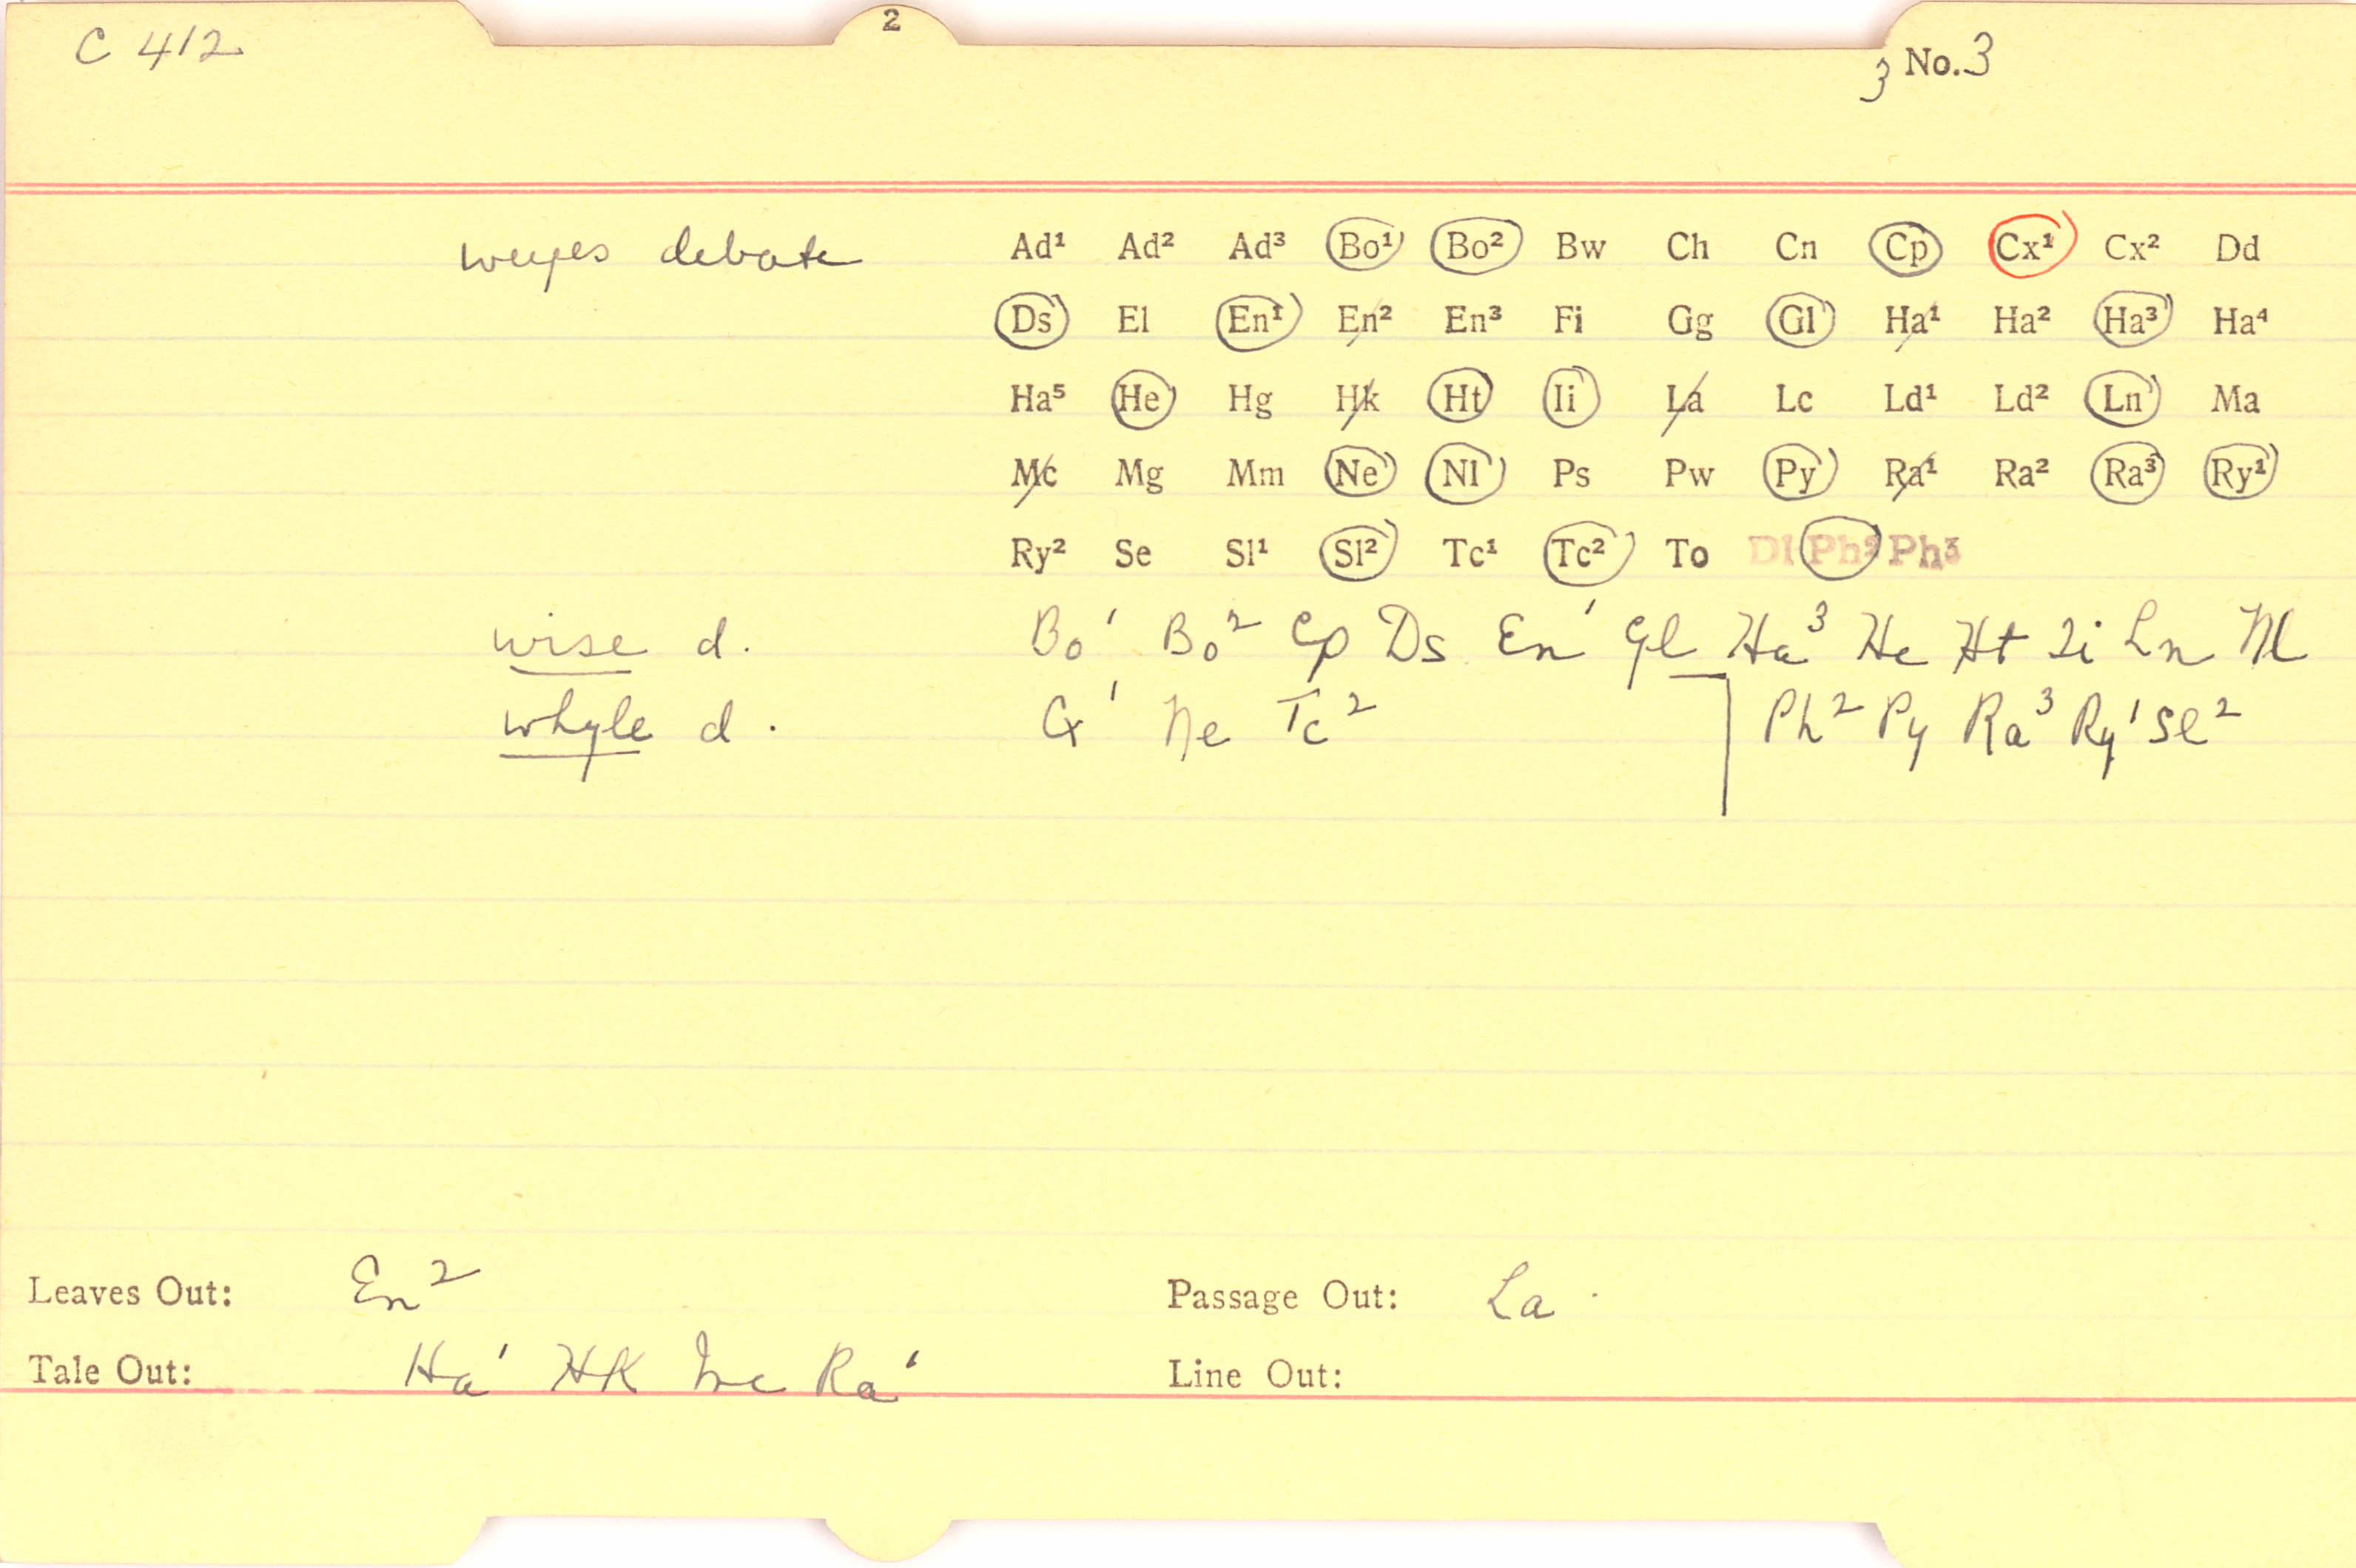 C 412
2
3 No. 3
weyes debate Ad¹ Ad² Ad³ Bo¹ Bo² Bw Ch Cn Cp Cx¹ Cx² Dd
Ds El En¹ En² En³ Fi Gg Gl Ha¹ Ha² Ha³ Ha⁴
Ha⁵ He Hg Hk Ht Ii La Lc Ld¹ Ld² Ln Ma
Mc Mg Mm Ne Nl Ps Pw Py Ra¹ Ra² Ra³ Ry¹
Ry² Se Sl¹ Sl² Tc¹ Tc² To Dl Ph² Ph³
wise d. Bo¹ Bo² Cp Ds En¹ Gl Ha³ He Ht Ii Ln Nl
whyle d. Cx¹ Ne Tc² Ph² Py Ra³ Ry¹ Sl²
Leaves Out: En² Passage Out: La
Tale Out: Ha¹ Hk Mc Ra¹ Line Out: